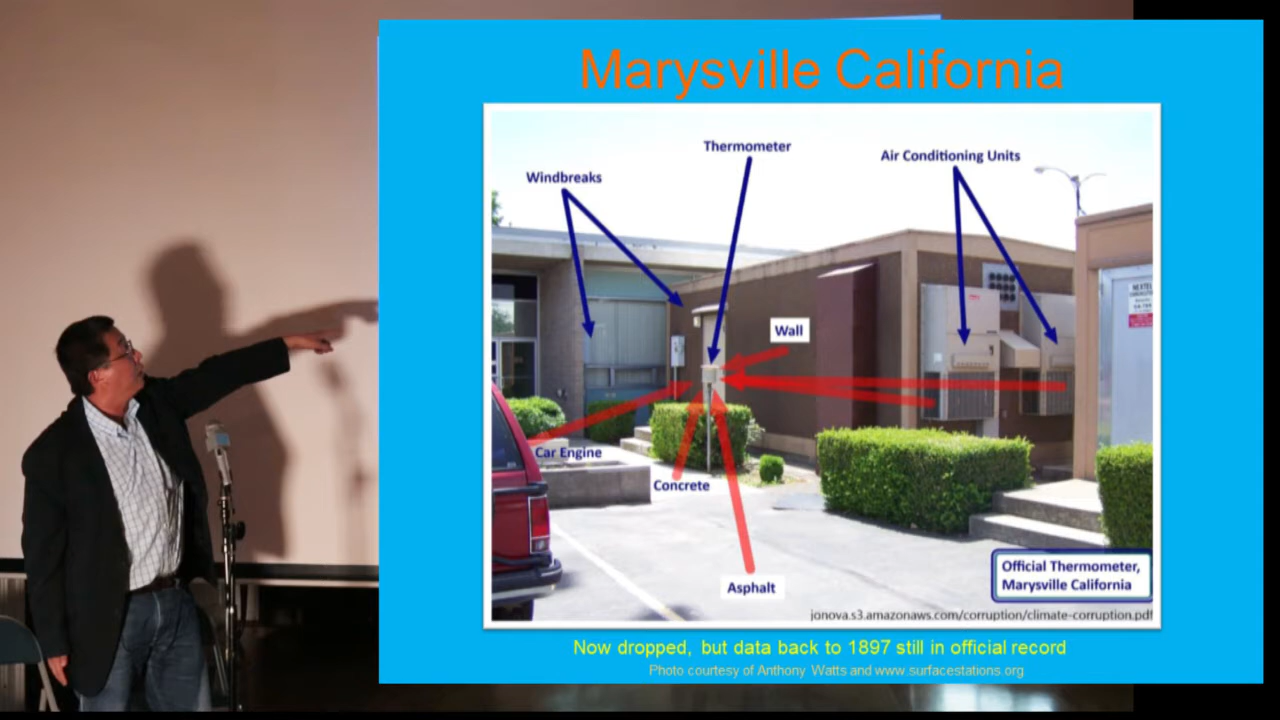 Marysville California
Thermometer
Air Conditioning Units
Windbreaks
Wall
Car Engine
Concrete
Asphalt
Official Thermometer,
Marysville California
jonova.s3.amazonaws.com/corruption/climate-corruption.pdf
Now dropped, but data back to 1897 still in official record
Photo courtesy of Anthony Watts and www.surfacestations.org